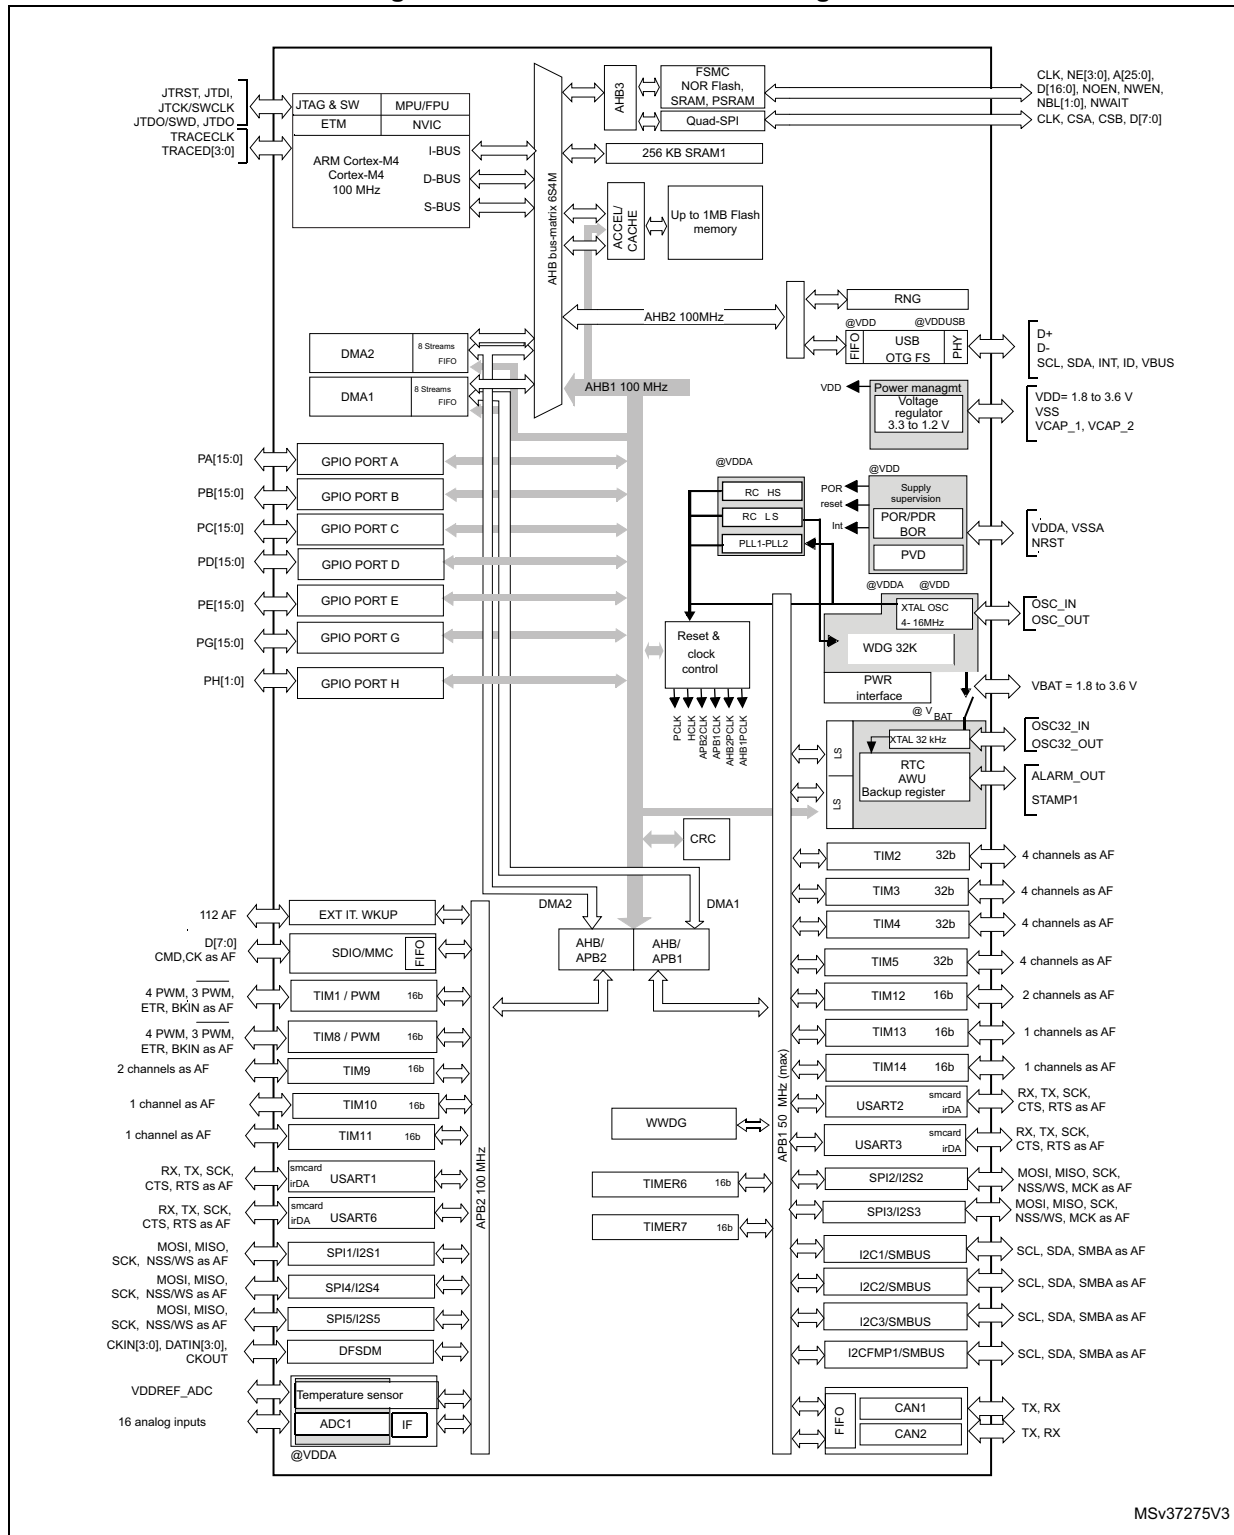 JTRST, JTDI,
JTCK/SWCLK
JTDO/SWD, JTDO
TRACECLK
TRACED[3:0]
JTAG & SW
MPU/FPU
ETM
NVIC
ARM Cortex-M4
Cortex-M4
100 MHz
I-BUS
D-BUS
S-BUS
AHB bus-matrix 6S4M
AHB3
FSMC
NOR Flash,
SRAM, PSRAM
Quad-SPI
CLK, NE[3:0], A[25:0],
D[16:0], NOEN, NWEN,
NBL[1:0], NWAIT
CLK, CSA, CSB, D[7:0]
256 KB SRAM1
ACCEL/
CACHE
Up to 1MB Flash
memory
AHB2 100MHz
RNG
@VDD
@VDDUSB
FIFO
USB
OTG FS
PHY
D+
D-
SCL, SDA, INT, ID, VBUS
DMA2
8 Streams
FIFO
DMA1
8 Streams
FIFO
AHB1 100 MHz
VDD
Power managmt
Voltage
regulator
3.3 to 1.2 V
VDD= 1.8 to 3.6 V
VSS
VCAP_1, VCAP_2
PA[15:0]
GPIO PORT A
PB[15:0]
GPIO PORT B
PC[15:0]
GPIO PORT C
PD[15:0]
GPIO PORT D
PE[15:0]
GPIO PORT E
PG[15:0]
GPIO PORT G
PH[1:0]
GPIO PORT H
@VDDA
RC HS
RC LS
PLL1-PLL2
@VDD
POR
reset
Int
Supply
supervision
POR/PDR
BOR
PVD
VDDA, VSSA
NRST
@VDDA
@VDD
XTAL OSC
4- 16MHz
OSC_IN
OSC_OUT
WDG 32K
PWR
interface
VBAT = 1.8 to 3.6 V
@ VBAT
Reset &
clock
control
PCLK
HCLK
APB2CLK
APB1CLK
AHB2PCLK
AHB1PCLK
LS
LS
XTAL 32 kHz
RTC
AWU
Backup register
OSC32_IN
OSC32_OUT
ALARM_OUT
STAMP1
CRC
DMA2
DMA1
AHB/
APB2
AHB/
APB1
112 AF
EXT IT. WKUP
D[7:0]
CMD,CK as AF
SDIO/MMC
FIFO
4 PWM, 3 PWM,
ETR, BKIN as AF
TIM1 / PWM 16b
4 PWM, 3 PWM,
ETR, BKIN as AF
TIM8 / PWM 16b
2 channels as AF
TIM9 16b
1 channel as AF
TIM10 16b
1 channel as AF
TIM11 16b
RX, TX, SCK,
CTS, RTS as AF
smcard
irDA
USART1
RX, TX, SCK,
CTS, RTS as AF
smcard
irDA
USART6
MOSI, MISO,
SCK, NSS/WS as AF
SPI1/I2S1
MOSI, MISO,
SCK, NSS/WS as AF
SPI4/I2S4
MOSI, MISO,
SCK, NSS/WS as AF
SPI5/I2S5
CKIN[3:0], DATIN[3:0],
CKOUT
DFSDM
VDDREF_ADC
Temperature sensor
16 analog inputs
ADC1
IF
@VDDA
APB2 100 MHz
WWDG
TIMER6 16b
TIMER7 16b
APB1 50 MHz (max)
TIM2 32b
4 channels as AF
TIM3 32b
4 channels as AF
TIM4 32b
4 channels as AF
TIM5 32b
4 channels as AF
TIM12 16b
2 channels as AF
TIM13 16b
1 channels as AF
TIM14 16b
1 channels as AF
USART2
smcard
irDA
RX, TX, SCK,
CTS, RTS as AF
USART3
smcard
irDA
RX, TX, SCK,
CTS, RTS as AF
SPI2/I2S2
MOSI, MISO, SCK,
NSS/WS, MCK as AF
SPI3/I2S3
MOSI, MISO, SCK,
NSS/WS, MCK as AF
I2C1/SMBUS
SCL, SDA, SMBA as AF
I2C2/SMBUS
SCL, SDA, SMBA as AF
I2C3/SMBUS
SCL, SDA, SMBA as AF
I2CFMP1/SMBUS
SCL, SDA, SMBA as AF
FIFO
CAN1
TX, RX
CAN2
TX, RX
MSv37275V3